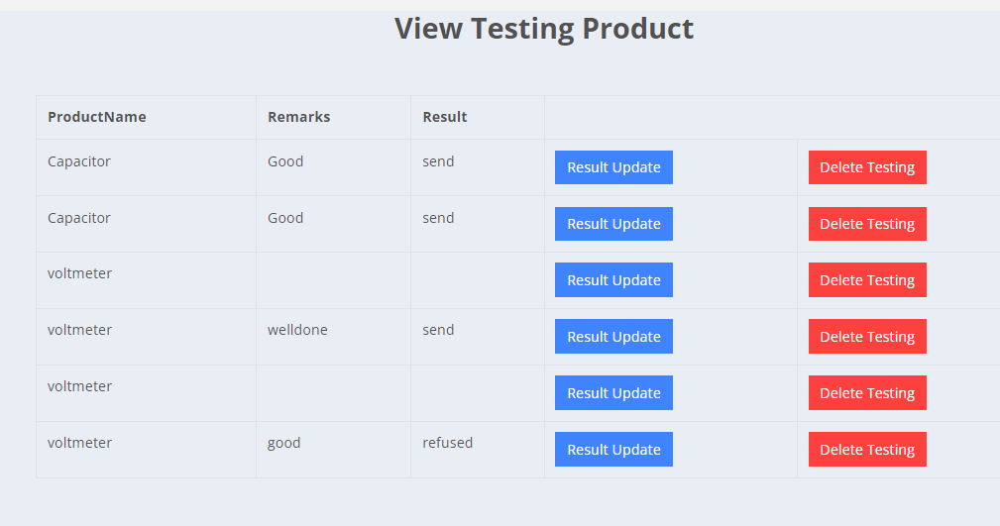 View Testing Product
ProductName Remarks Result
Capacitor Good send Result Update Delete Testing
Capacitor Good send Result Update Delete Testing
voltmeter Result Update Delete Testing
voltmeter welldone send Result Update Delete Testing
voltmeter Result Update Delete Testing
voltmeter good refused Result Update Delete Testing